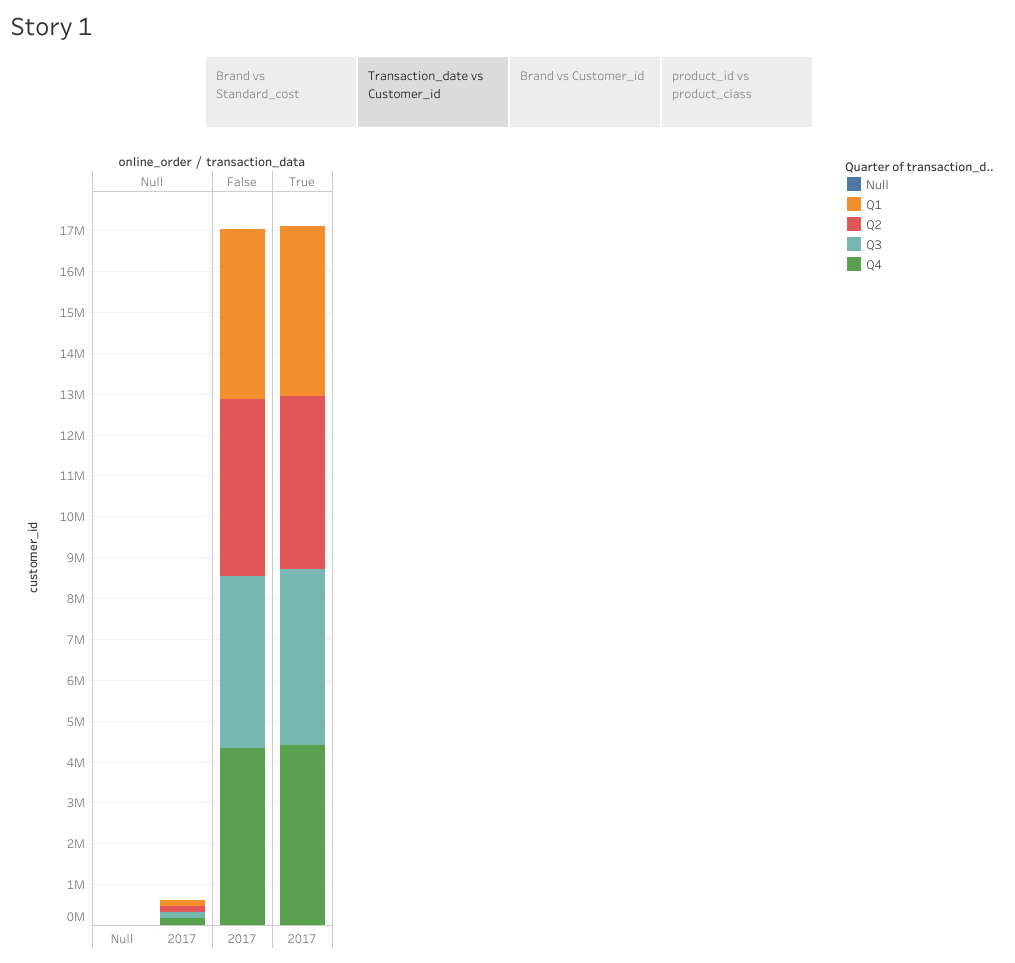 Story 1
Brand vs
Standard_cost
Transaction_date vs
Customer_id
Brand vs Customer_id
product_id vs
product_class
online_order / transaction_data
Null
False
True
17M
16M
15M
14M
13M
12M
11M
10M
9M
8M
7M
6M
5M
4M
3M
2M
1M
0M
customer_id
Null
2017
2017
2017
Quarter of transaction_d..
Null
Q1
Q2
Q3
Q4